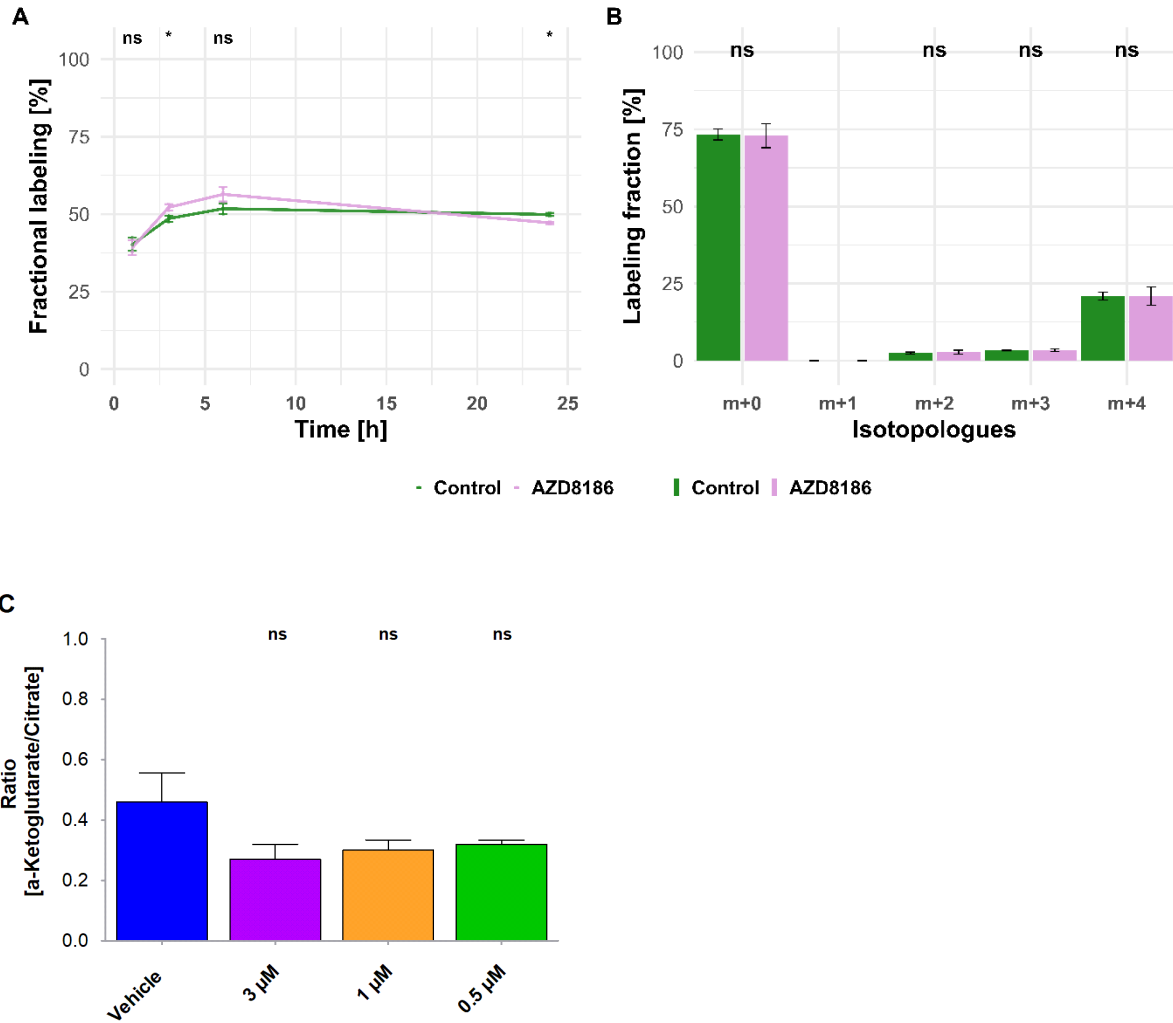 A
ns * ns *
100
75
50
25
0
Fractional labeling [%]
0 5 10 15 20 25
Time [h]
B
ns ns ns ns
100
75
50
25
0
Labeling fraction [%]
m+0 m+1 m+2 m+3 m+4
Isotopologues
Control AZD8186
Control AZD8186
C
ns ns ns
1.0
0.8
0.6
0.4
0.2
0.0
Ratio
[a-Ketoglutarate/Citrate]
Vehicle 3 µM 1 µM 0.5 µM